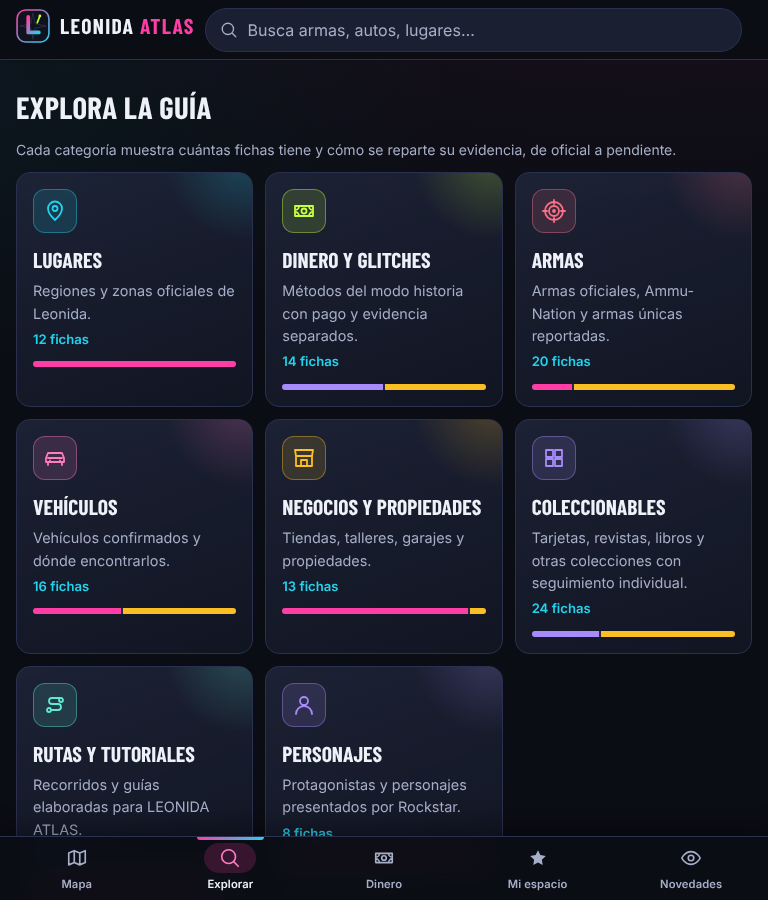 LEONIDA ATLAS
Busca armas, autos, lugares...
EXPLORA LA GUÍA
Cada categoría muestra cuántas fichas tiene y cómo se reparte su evidencia, de oficial a pendiente.
LUGARES
Regiones y zonas oficiales de
Leonida.
12 fichas
DINERO Y GLITCHES
Métodos del modo historia
con pago y evidencia
separados.
14 fichas
ARMAS
Armas oficiales, Ammu-
Nation y armas únicas
reportadas.
20 fichas
VEHÍCULOS
Vehículos confirmados y
dónde encontrarlos.
16 fichas
NEGOCIOS Y PROPIEDADES
Tiendas, talleres, garajes y
propiedades.
13 fichas
COLECCIONABLES
Tarjetas, revistas, libros y
otras colecciones con
seguimiento individual.
24 fichas
RUTAS Y TUTORIALES
Recorridos y guías
elaboradas para LEONIDA
ATLAS.
PERSONAJES
Protagonistas y personajes
presentados por Rockstar.
8 fichas
Mapa
Explorar
Dinero
Mi espacio
Novedades